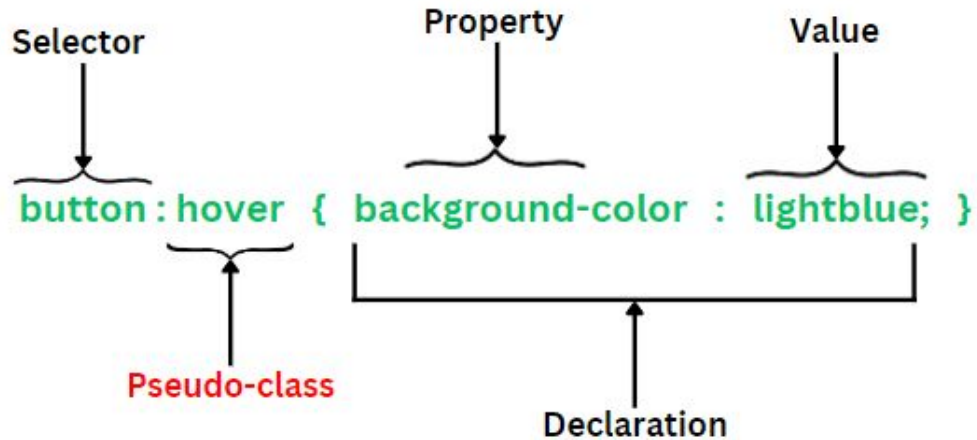 Selector
Property
Value
button : hover { background-color : lightblue; }
Pseudo-class
Declaration